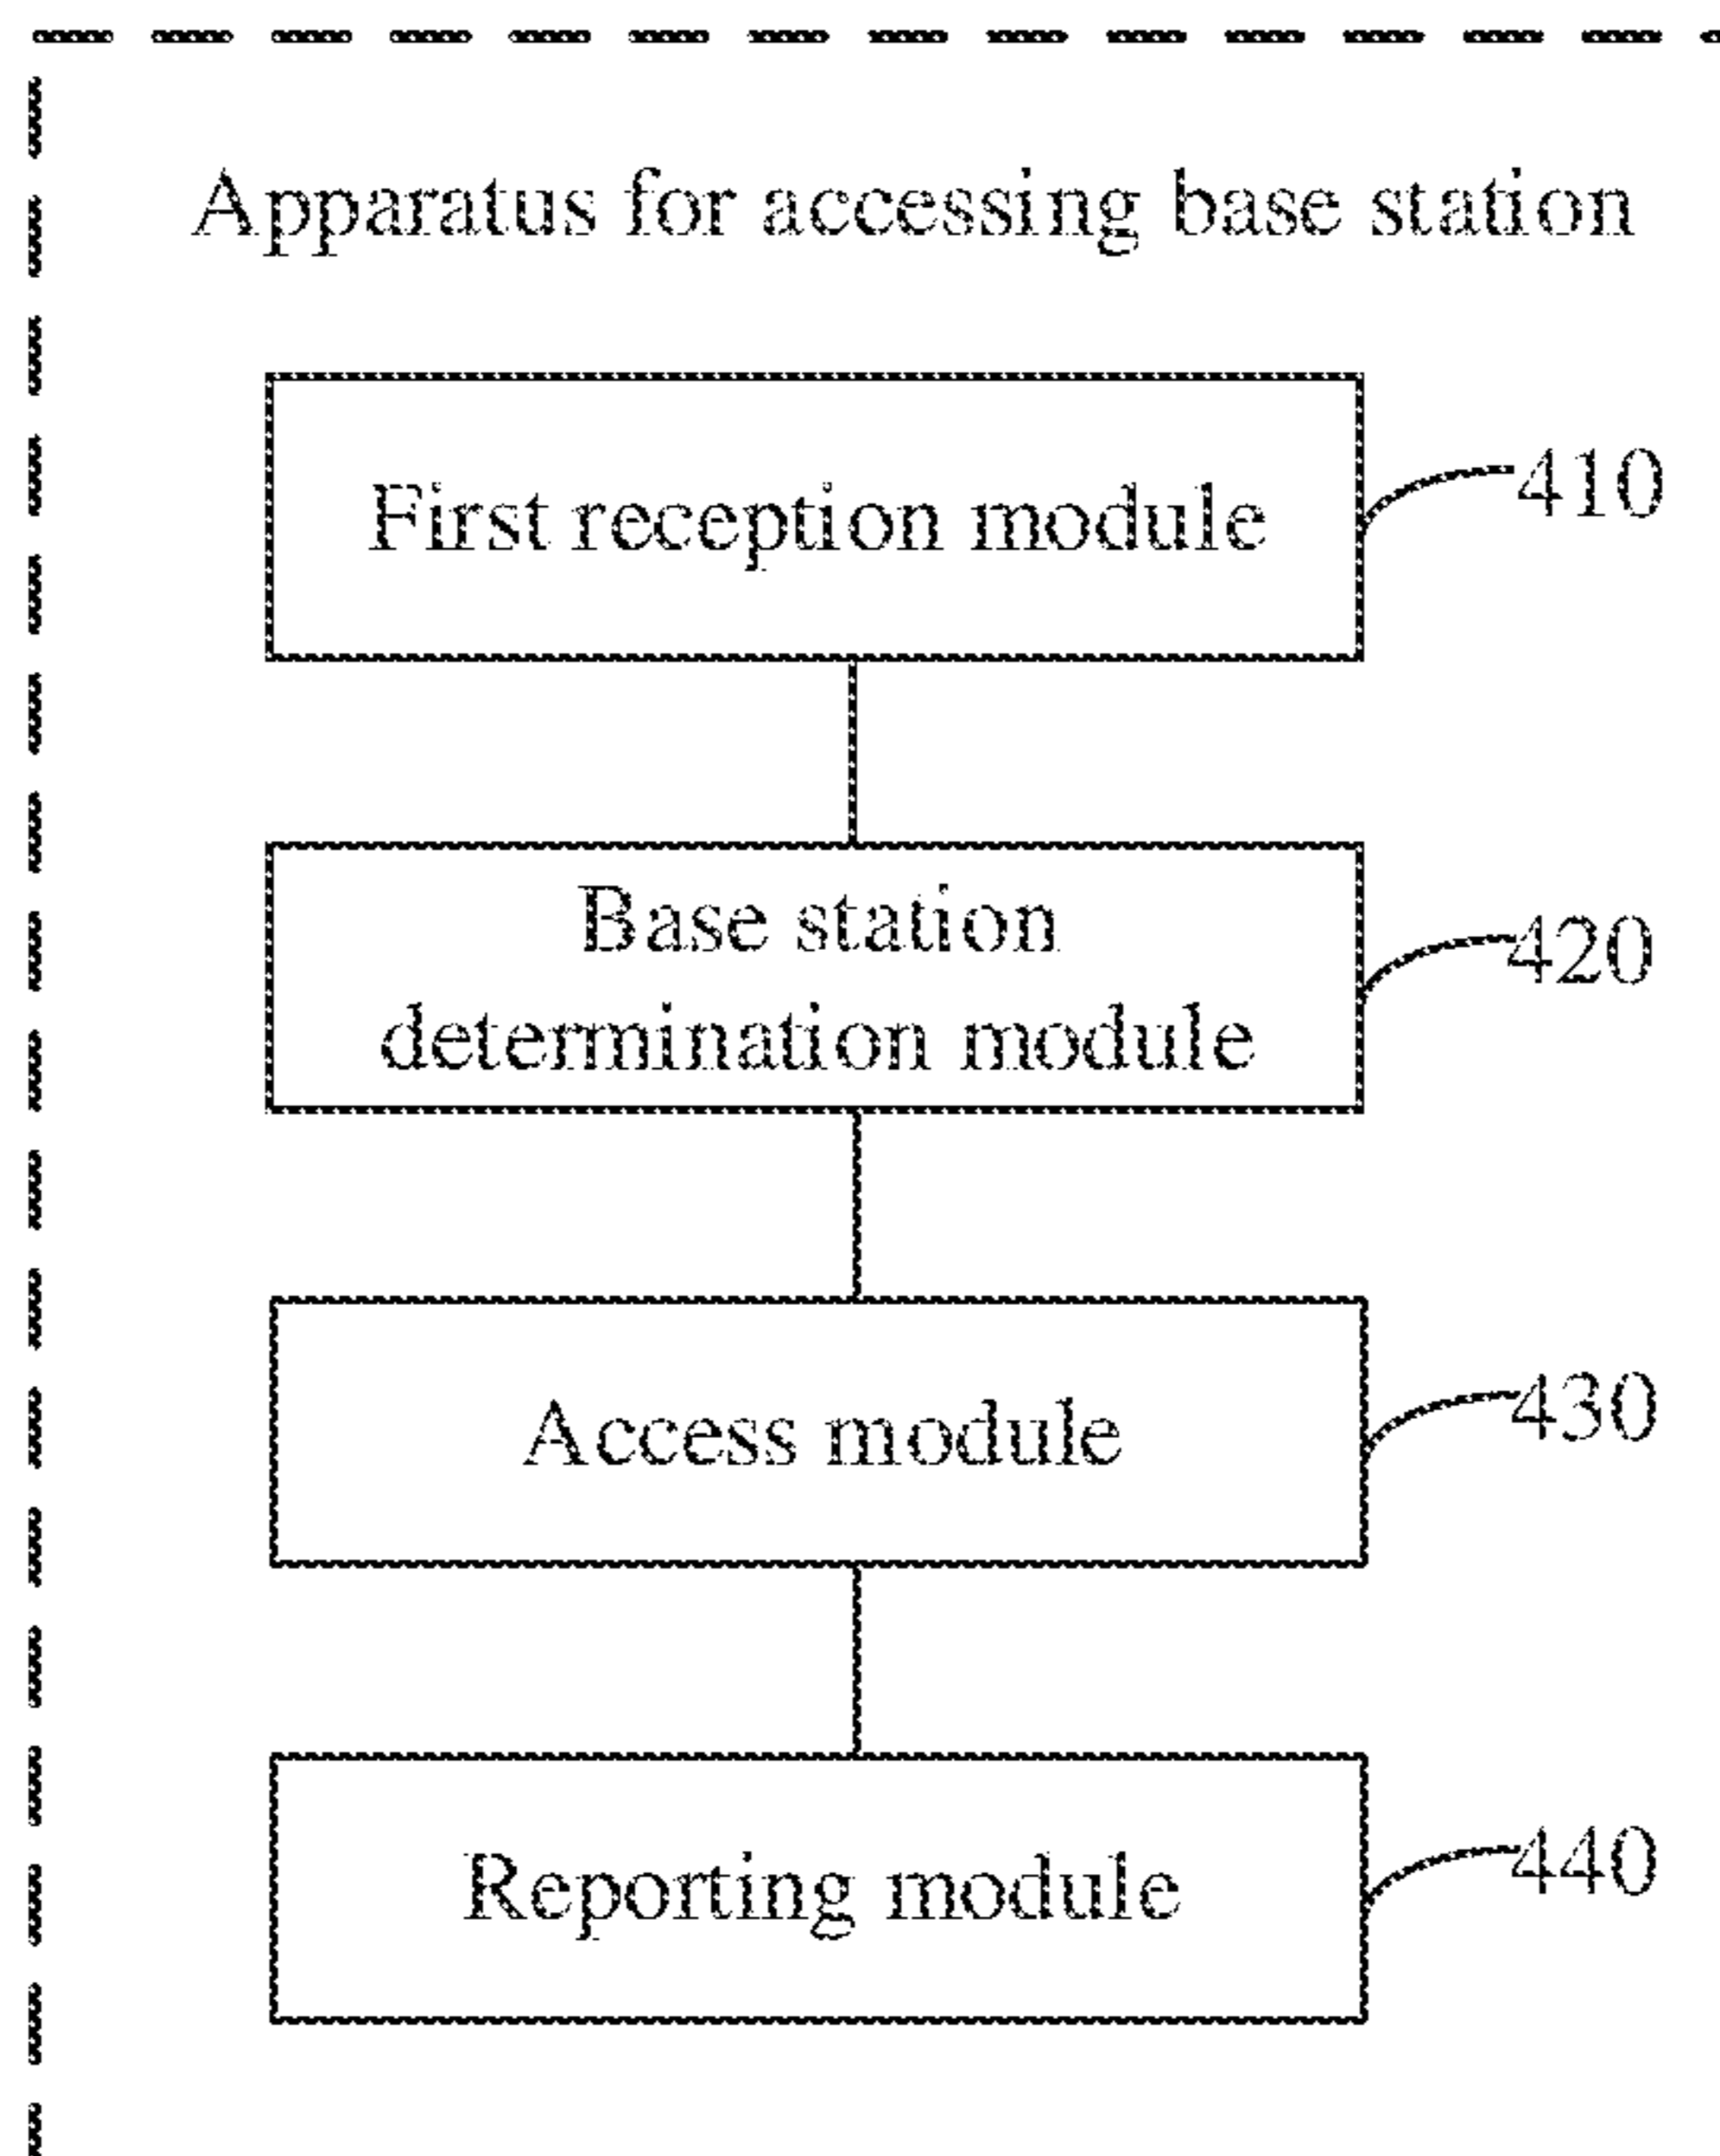 Apparatus for accessing base station
First reception module
410
Base station
determination module
420
Access module
430
Reporting module
440